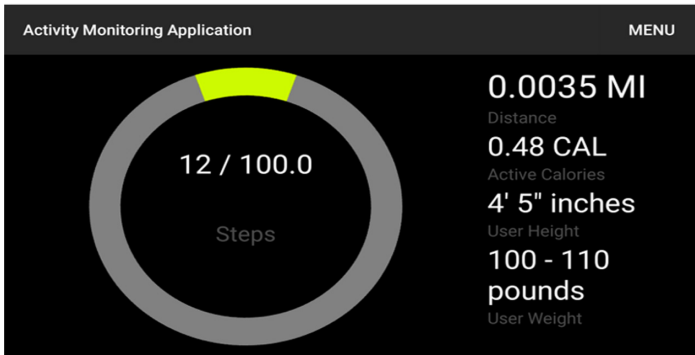 Activity Monitoring Application
MENU
12 / 100.0
Steps
0.0035 MI
Distance
0.48 CAL
Active Calories
4' 5" inches
User Height
100 - 110
pounds
User Weight